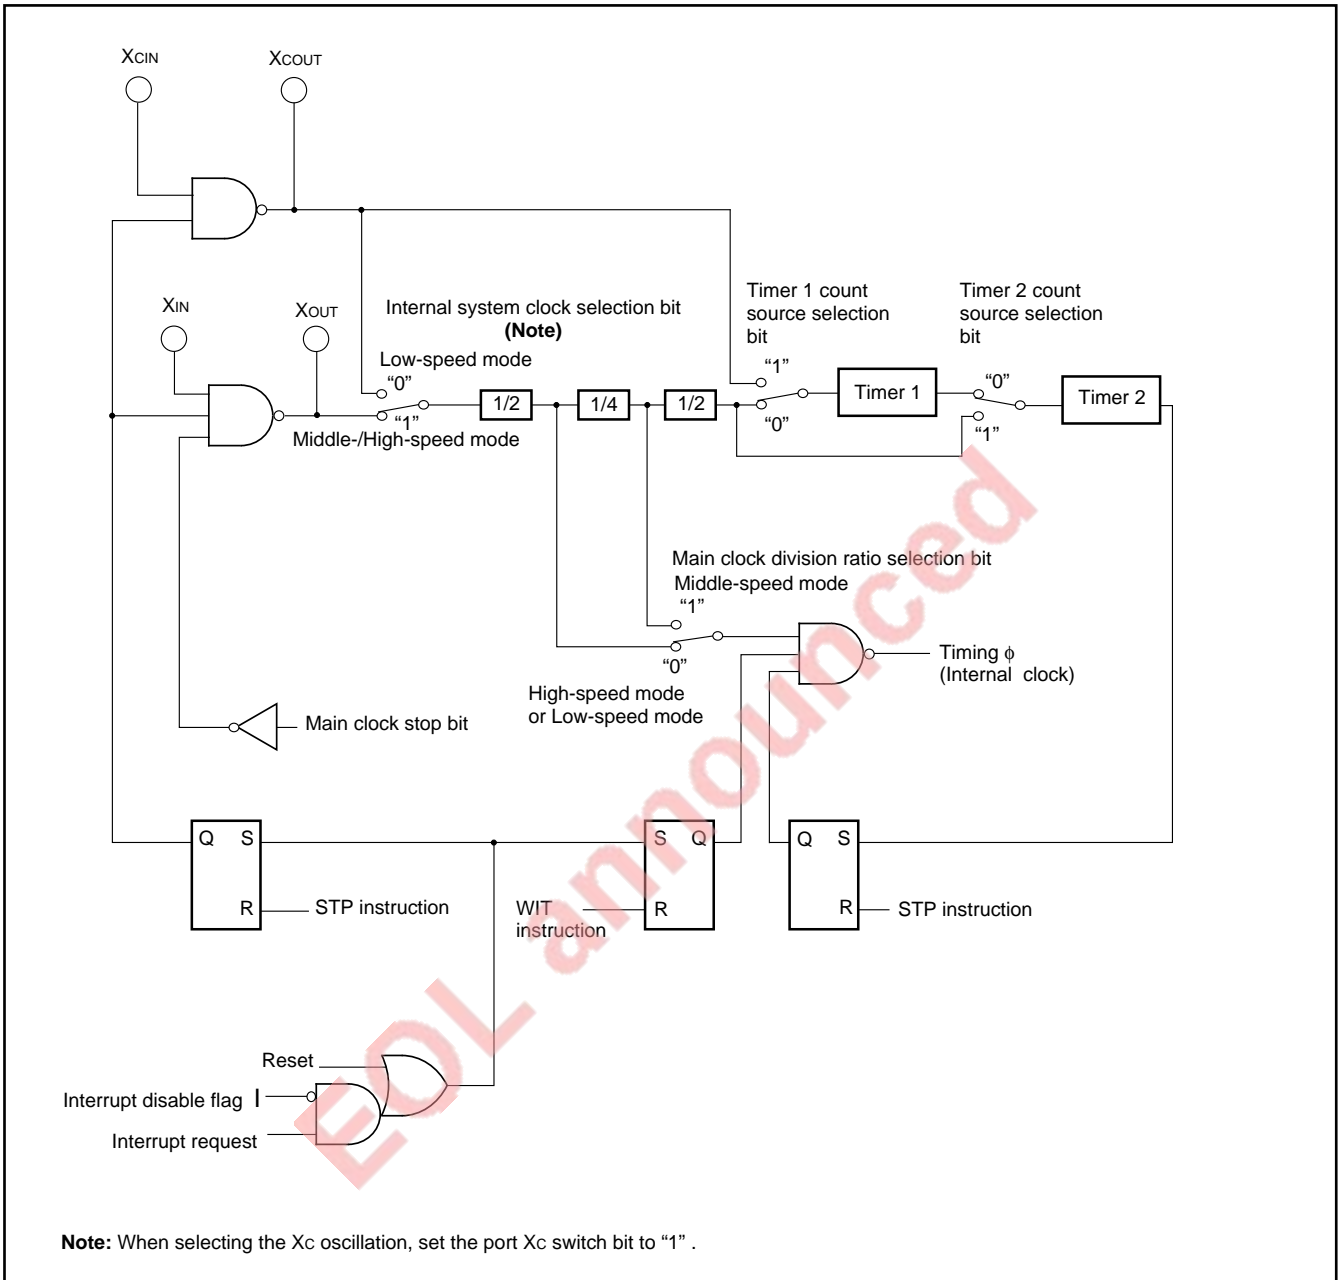 XCIN
XCOUT
XIN
XOUT
Internal system clock selection bit
(Note)
Low-speed mode
“0”
“1”
Middle-/High-speed mode
1/2
1/4
1/2
Timer 1 count
source selection
bit
“1”
“0”
Timer 1
Timer 2 count
source selection
bit
“0”
“1”
Timer 2
Main clock division ratio selection bit
Middle-speed mode
“1”
“0”
High-speed mode
or Low-speed mode
Timing ϕ
(Internal clock)
Main clock stop bit
Q S
R
STP instruction
S Q
R
WIT
instruction
Q S
R
STP instruction
Reset
Interrupt disable flag I
Interrupt request
EOL announced
Note: When selecting the XC oscillation, set the port XC switch bit to “1” .